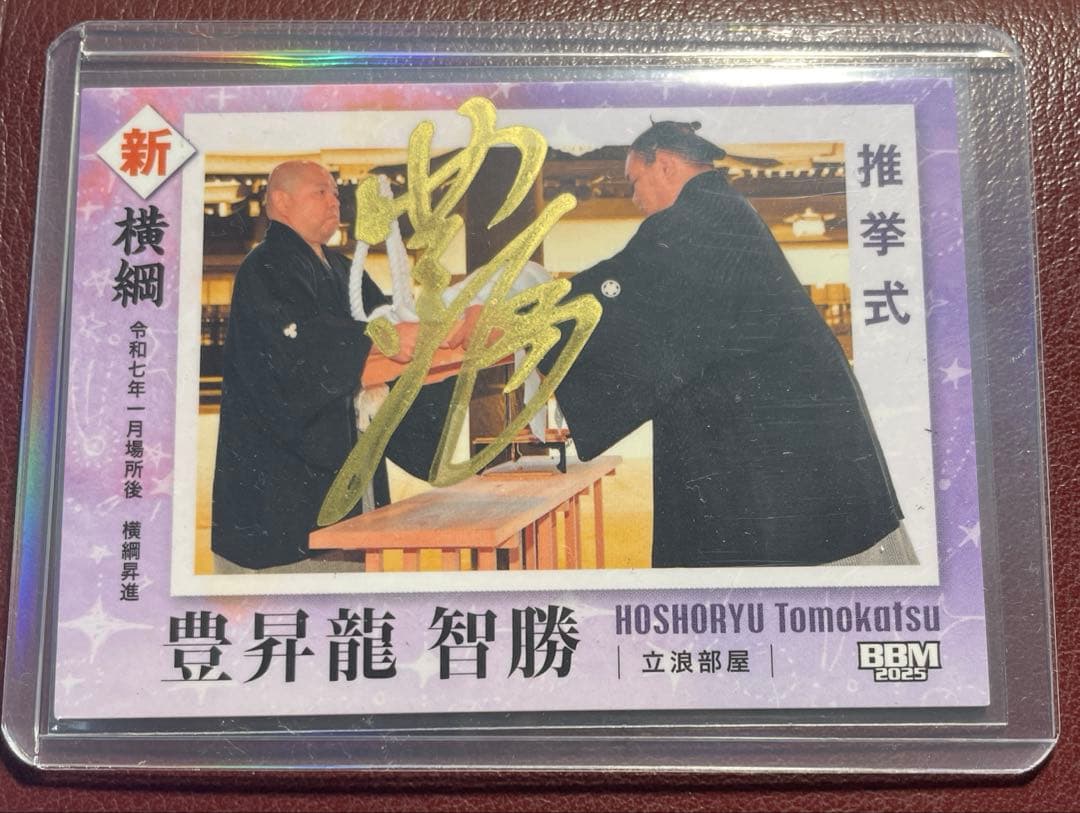 新
横綱
令和七年一月場所後 横綱昇進
推挙式
豊昇龍 智勝
HOSHORYU Tomokatsu
立浪部屋
BBM
2025